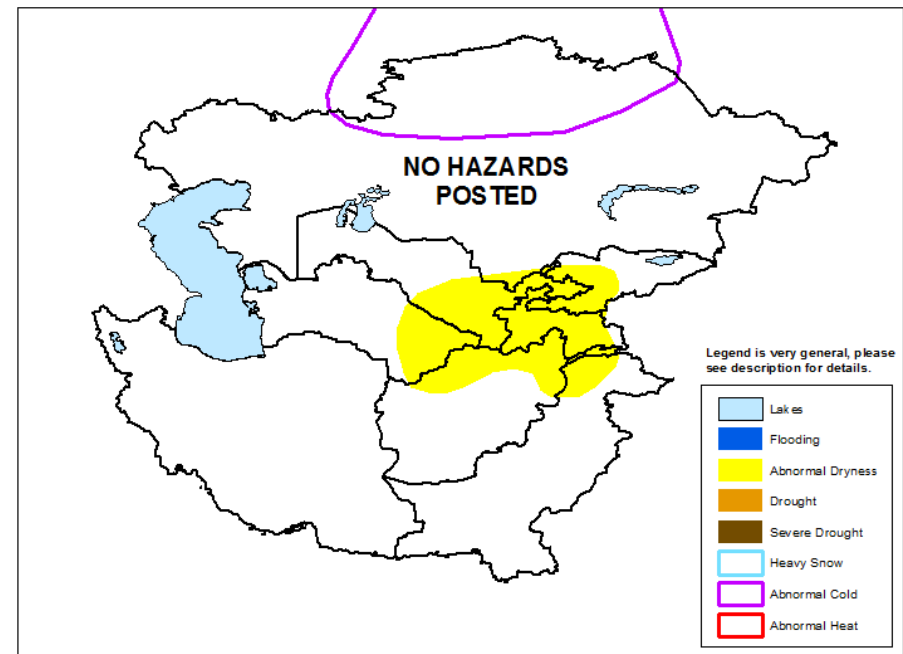 NO HAZARDS
POSTED
Legend is very general, please
see description for details.
Lakes
Flooding
Abnormal Dryness
Drought
Severe Drought
Heavy Snow
Abnormal Cold
Abnormal Heat